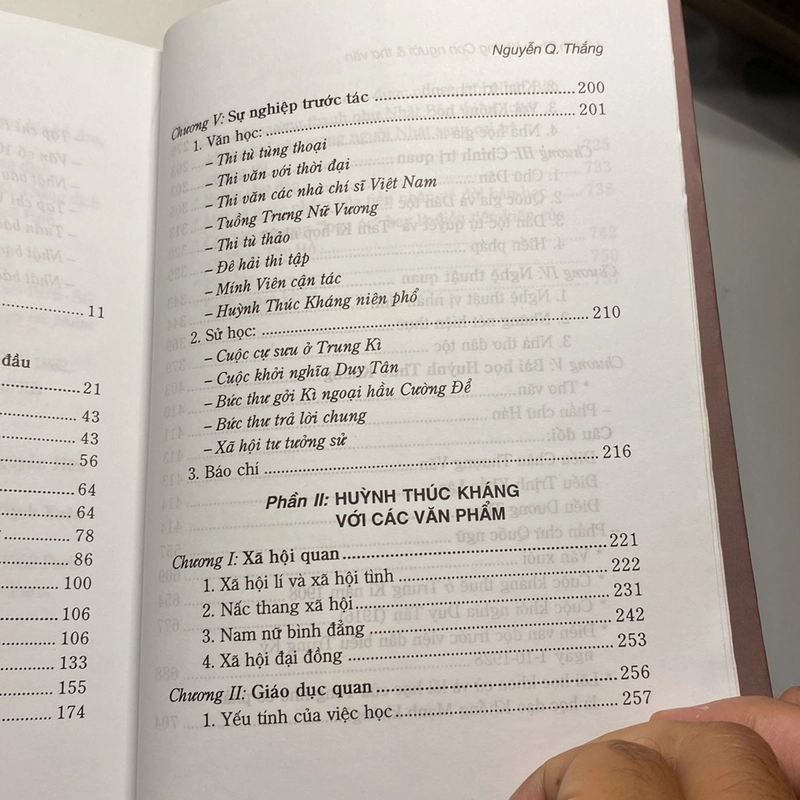 11
đầu
21
43
43
56
64
64
78
86
100
106
106
133
155
174
Nguyễn Q. Thắng
Chương V: Sự nghiệp trước tác 200
1. Văn học: 201
– Thi tù tùng thoại
– Thi văn với thời đại
– Thi văn các nhà chí sĩ Việt Nam
– Tuồng Trưng Nữ Vương
– Thi tù thảo
– Đê hải thi tập
– Mính Viên cận tác
– Huỳnh Thúc Kháng niên phổ
2. Sử học: 210
– Cuộc cự sưu ở Trung Kì
– Cuộc khởi nghĩa Duy Tân
– Bức thư gởi Kì ngoại hầu Cường Để
– Bức thư trả lời chung
– Xã hội tư tưởng sử
3. Báo chí 216
Phần II: HUỲNH THÚC KHÁNG
VỚI CÁC VĂN PHẨM
Chương I: Xã hội quan 221
1. Xã hội lí và xã hội tình 222
2. Nấc thang xã hội 231
3. Nam nữ bình đẳng 242
4. Xã hội đại đồng 253
Chương II: Giáo dục quan 256
1. Yếu tính của việc học 257